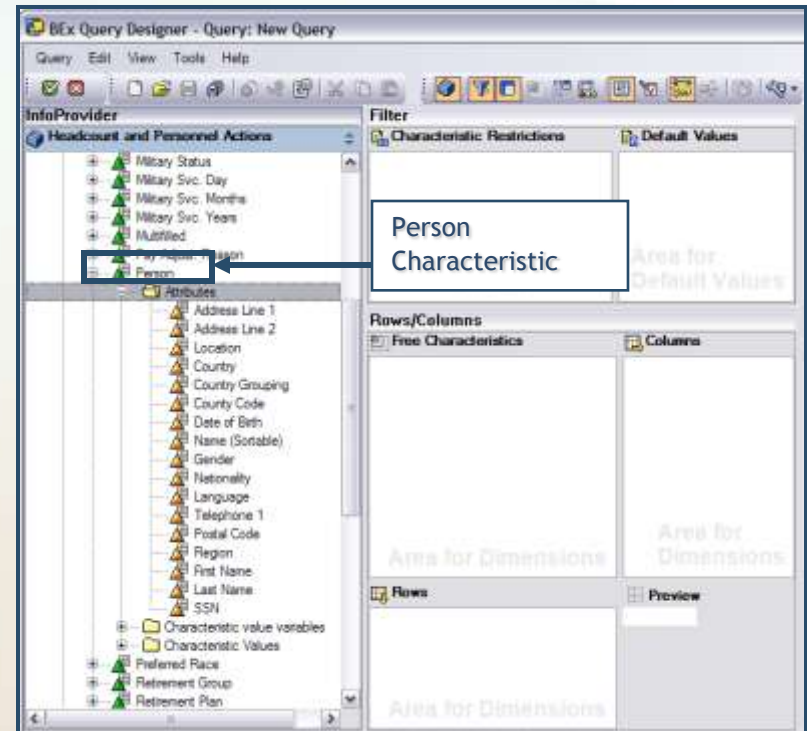 BEx Query Designer - Query: New Query
Query Edit View Tools Help
InfoProvider
Headcount and Personnel Actions
Military Status
Military Svc. Day
Military Svc. Months
Military Svc. Years
Multifilled
Pay Adjust. Reason
Person
Attributes
Address Line 1
Address Line 2
Location
Country
Country Grouping
County Code
Date of Birth
Name (Sortable)
Gender
Nationality
Language
Telephone 1
Postal Code
Region
First Name
Last Name
SSN
Characteristic value variables
Characteristic Values
Preferred Race
Retirement Group
Retirement Plan
Filter
Characteristic Restrictions
Default Values
Person
Characteristic
Area for
Default Values
Rows/Columns
Free Characteristics
Columns
Area for Dimensions
Area for
Dimensions
Rows
Preview
Area for Dimensions